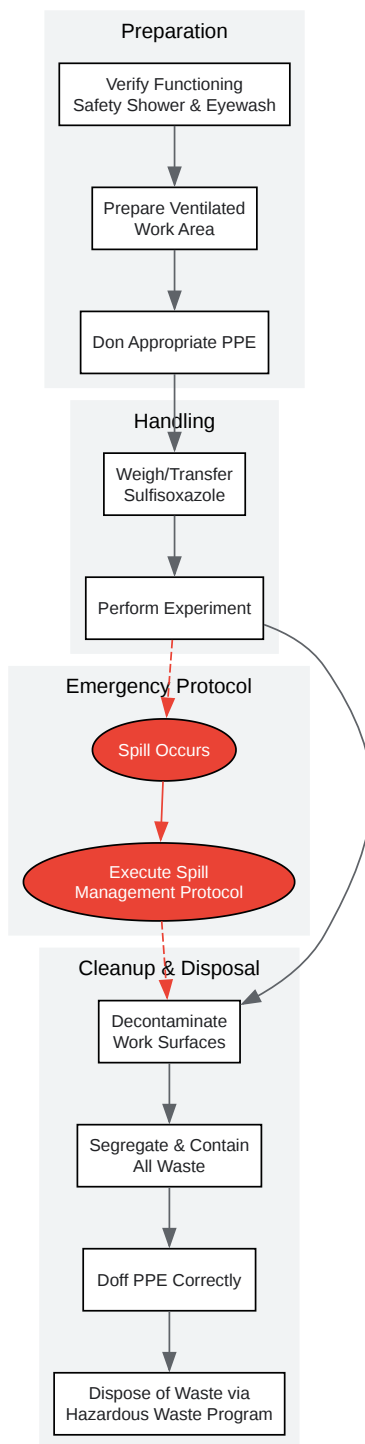 Preparation
Verify Functioning
Safety Shower & Eyewash
Prepare Ventilated
Work Area
Don Appropriate PPE
Handling
Weigh/Transfer
Sulfisoxazole
Perform Experiment
Emergency Protocol
Spill Occurs
Execute Spill
Management Protocol
Cleanup & Disposal
Decontaminate
Work Surfaces
Segregate & Contain
All Waste
Doff PPE Correctly
Dispose of Waste via
Hazardous Waste Program